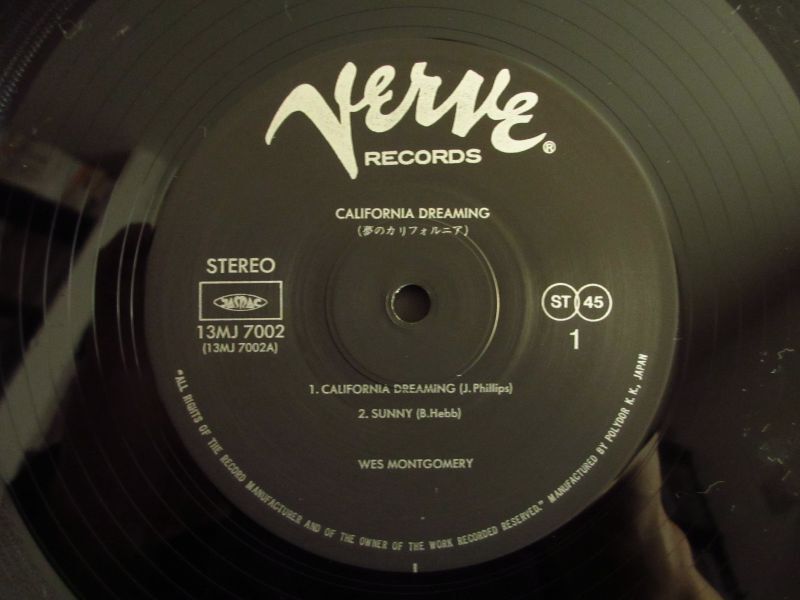 Verve®
RECORDS
CALIFORNIA DREAMING
(夢のカリフォルニア)
STEREO
JASRAC
13MJ 7002
(13MJ 7002A)
ST 45
1
1. CALIFORNIA DREAMING (J. Phillips)
2. SUNNY (B.Hebb)
WES MONTGOMERY
"ALL RIGHTS OF THE RECORD MANUFACTURER AND OF THE OWNER OF THE WORK RECORDED RESERVED." MANUFACTURED BY POLYDOR K.K., JAPAN